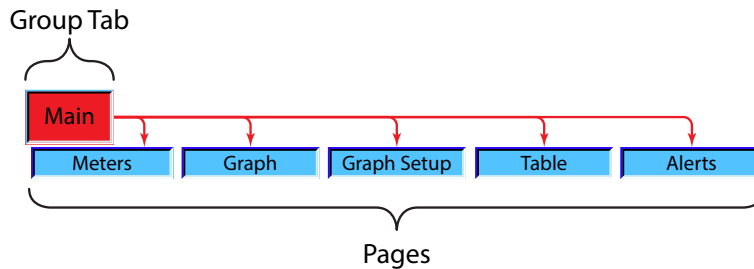 Group Tab
Main
Meters Graph Graph Setup Table Alerts
Pages